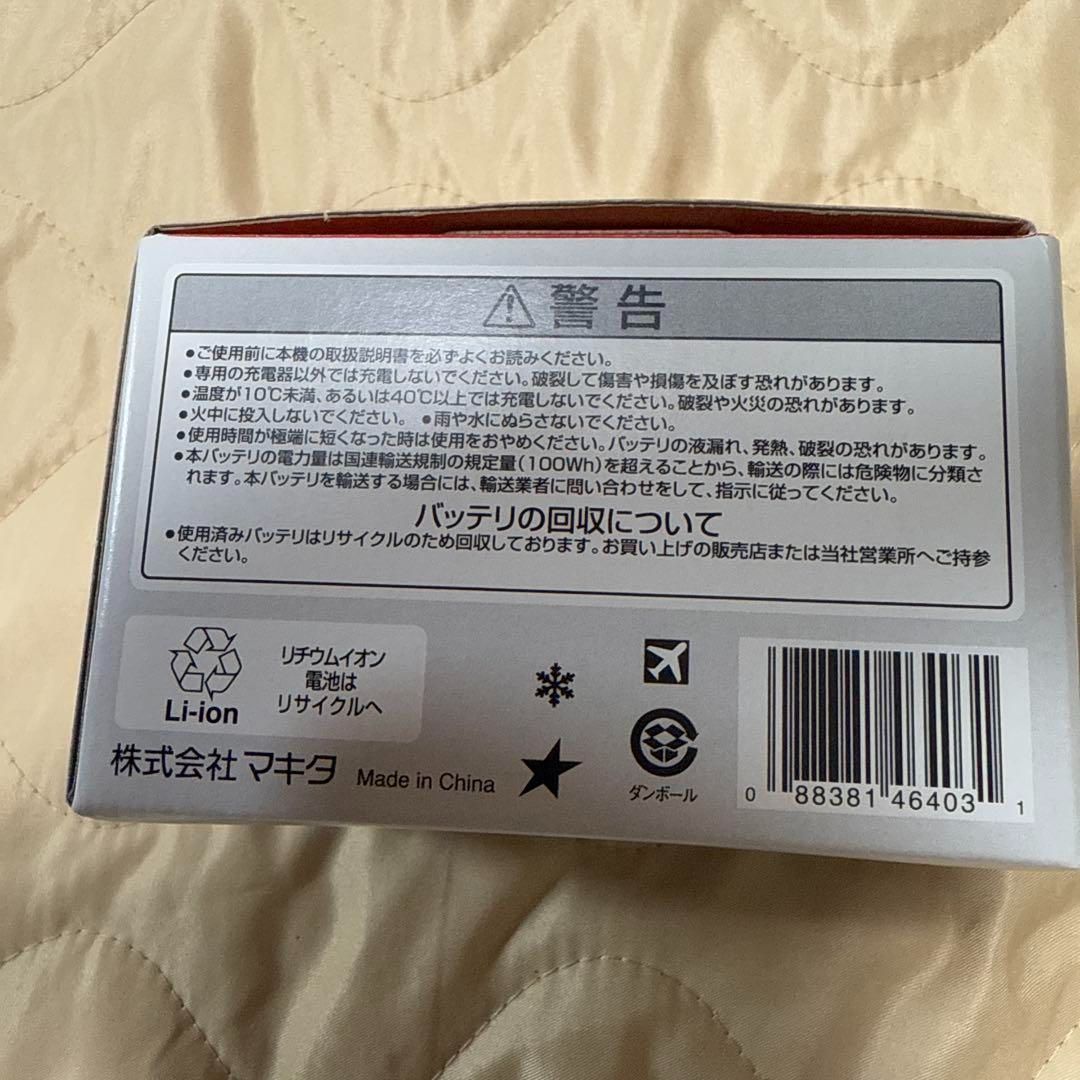 警告
●ご使用前に本機の取扱説明書を必ずよくお読みください。
●専用の充電器以外では充電しないでください。破裂して傷害や損傷を及ぼす恐れがあります。
●温度が10℃未満、あるいは40℃以上では充電しないでください。破裂や火災の恐れがあります。
●火中に投入しないでください。 ●雨や水にぬらさないでください。
●使用時間が極端に短くなった時は使用をおやめください。バッテリの液漏れ、発熱、破裂の恐れがあります。
●本バッテリの電力量は国連輸送規制の規定量(100Wh)を超えることから、輸送の際には危険物に分類さ
れます。本バッテリを輸送する場合には、輸送業者に問い合わせをして、指示に従ってください。
バッテリの回収について
●使用済みバッテリはリサイクルのため回収しております。お買い上げの販売店または当社営業所へご持参
ください。
リチウムイオン
電池は
リサイクルへ
Li-ion
株式会社マキタ Made in China
ダンボール
0 88381 46403 1